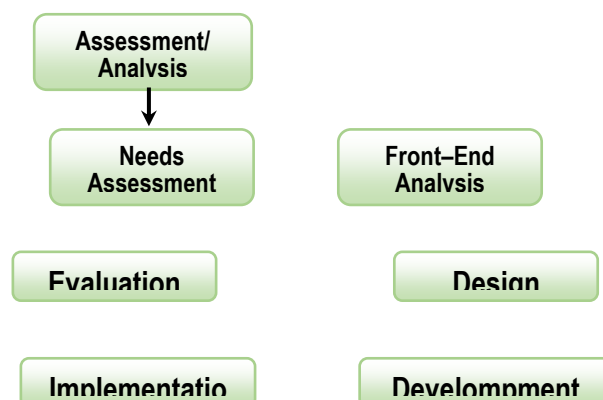 Assessment/
Analysis
Needs
Assessment
Front–End
Analysis
Evaluation
Design
Implementatio
Develompment